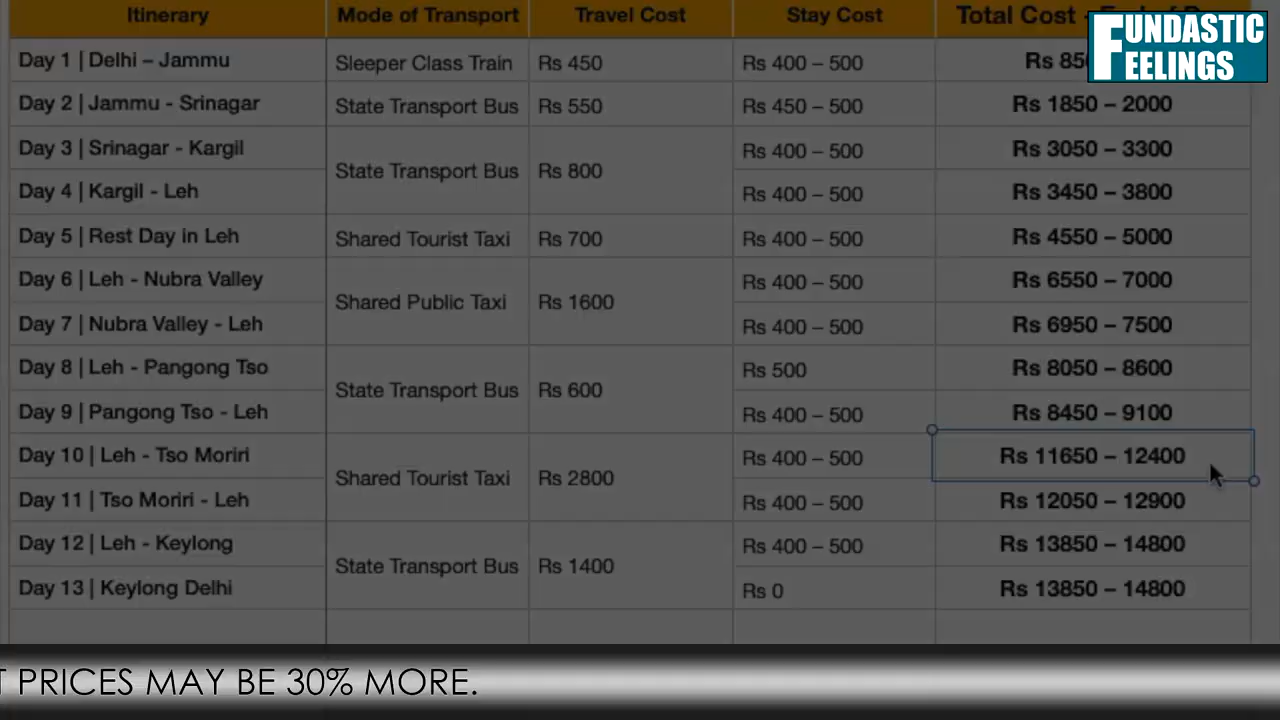 Itinerary Mode of Transport Travel Cost Stay Cost Total Cost -
FUNDASTIC
FEELINGS
Day 1 | Delhi – Jammu Sleeper Class Train Rs 450 Rs 400 – 500 Rs 850
Day 2 | Jammu - Srinagar State Transport Bus Rs 550 Rs 450 – 500 Rs 1850 – 2000
Day 3 | Srinagar - Kargil State Transport Bus Rs 800 Rs 400 – 500 Rs 3050 – 3300
Day 4 | Kargil - Leh Rs 400 – 500 Rs 3450 – 3800
Day 5 | Rest Day in Leh Shared Tourist Taxi Rs 700 Rs 400 – 500 Rs 4550 – 5000
Day 6 | Leh - Nubra Valley Shared Public Taxi Rs 1600 Rs 400 – 500 Rs 6550 – 7000
Day 7 | Nubra Valley - Leh Rs 400 – 500 Rs 6950 – 7500
Day 8 | Leh - Pangong Tso State Transport Bus Rs 600 Rs 500 Rs 8050 – 8600
Day 9 | Pangong Tso - Leh Rs 400 – 500 Rs 8450 – 9100
Day 10 | Leh - Tso Moriri Shared Tourist Taxi Rs 2800 Rs 400 – 500 Rs 11650 – 12400
Day 11 | Tso Moriri - Leh Rs 400 – 500 Rs 12050 – 12900
Day 12 | Leh - Keylong State Transport Bus Rs 1400 Rs 400 – 500 Rs 13850 – 14800
Day 13 | Keylong Delhi Rs 0 Rs 13850 – 14800
PRICES MAY BE 30% MORE.